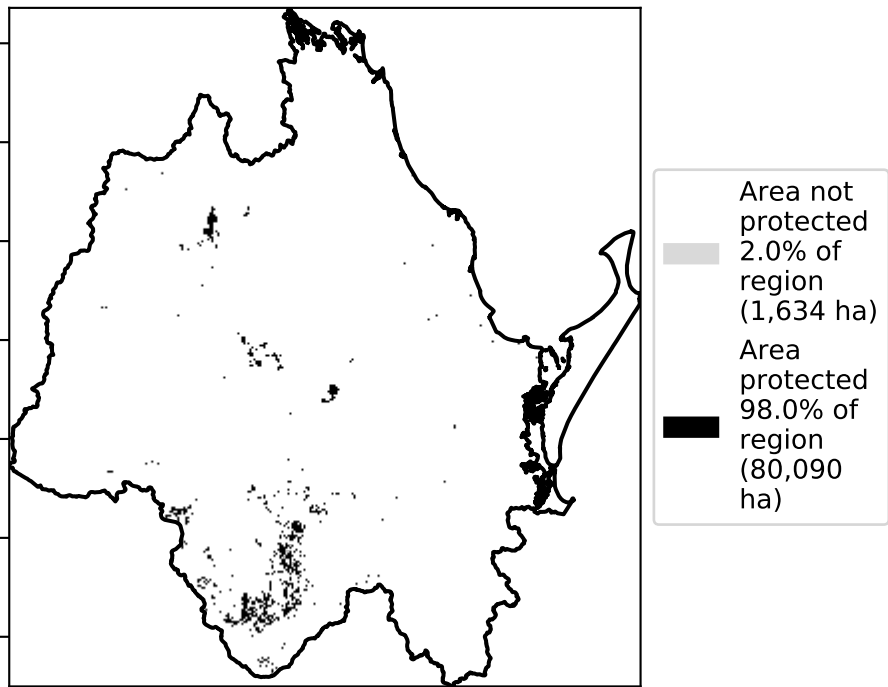 Area not
protected
2.0% of
region
(1,634 ha)
Area
protected
98.0% of
region
(80,090
ha)